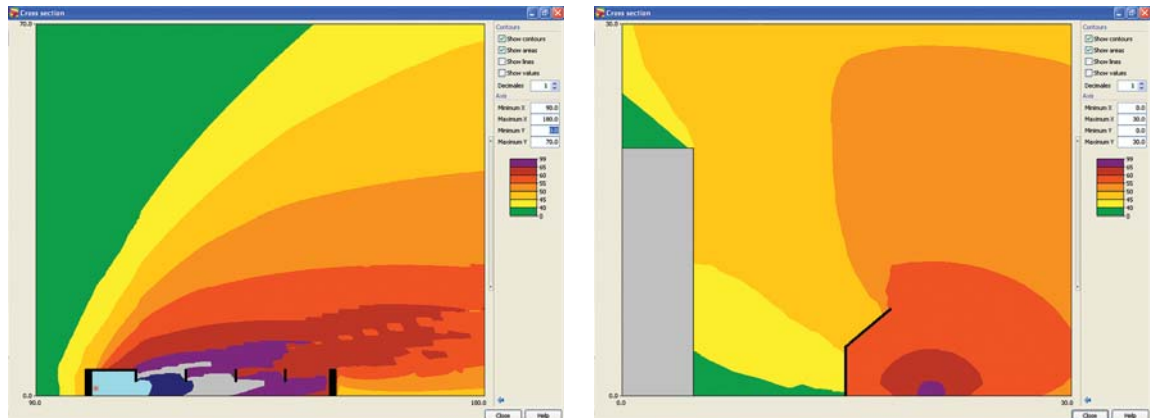 Cross section
70.0
0.0
90.0
180.0
Contours
Show contours
Show areas
Show lines
Show values
Decimales 1
Axis
Minimum X 90.0
Maximum X 180.0
Minimum Y 0.0
Maximum Y 70.0
99
65
60
55
50
45
40
0
Close Help
Cross section
30.0
0.0
0.0
30.0
Contours
Show contours
Show areas
Show lines
Show values
Decimales 1
Axis
Minimum X 0.0
Maximum X 30.0
Minimum Y 0.0
Maximum Y 30.0
99
65
60
55
50
45
40
0
Close Help